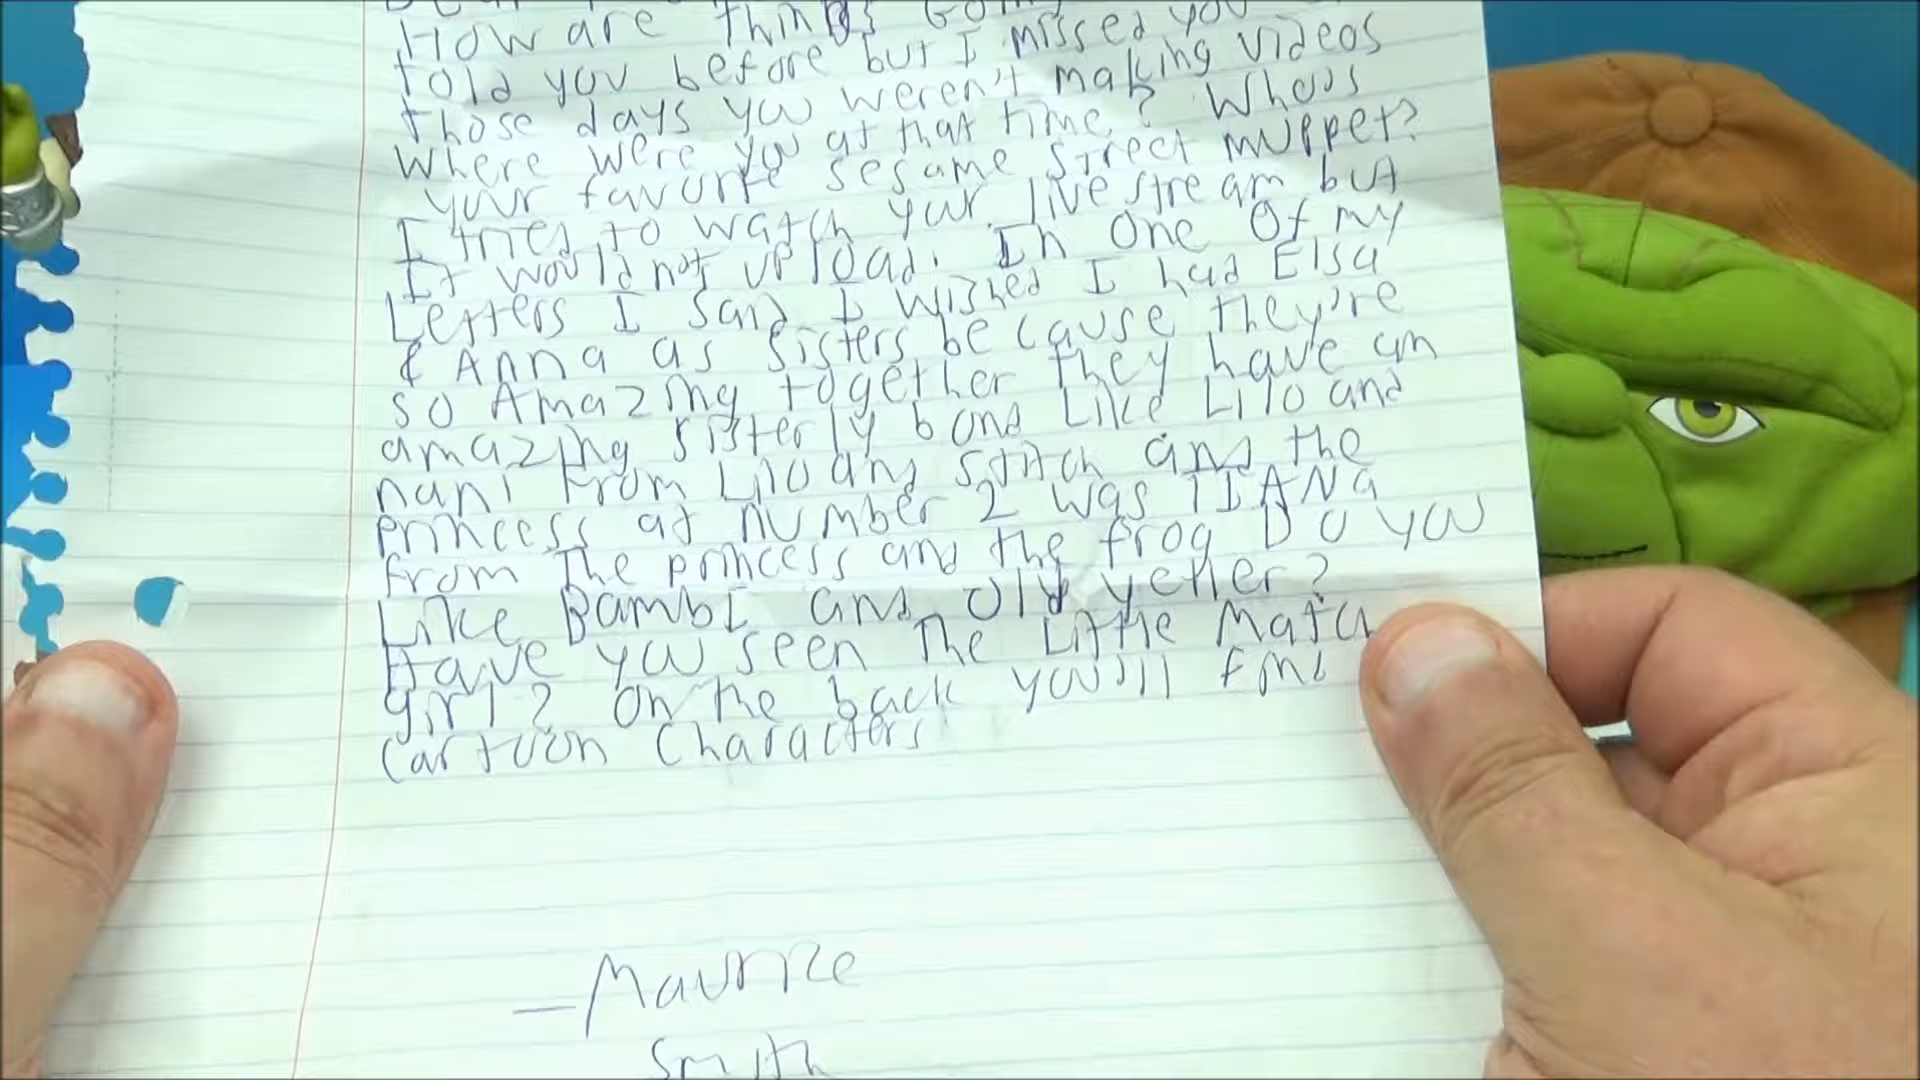 How are things
told you before but I missed you
those days you weren't making videos
where were you at that time? Whoos
your favorite sesame street muppet?
I tried to watch your livestream but
It would not upload. In one Of my
Letters I said I wished I had Elsa
& Anna as sisters because they're
so Amazing together they have an
amazing sisterly bond Like Lilo and
nani from Lilo and stitch and the
princess at number 2 was TIANa
from The princess and the frog Do you
Like BambI and Old yeller?
Have you seen The Little Match
girl? On the back you'll find
Cartoon Characters
—Maurice
Smith